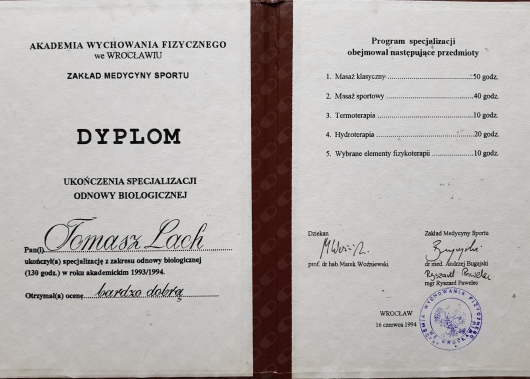 AKADEMIA WYCHOWANIA FIZYCZNEGO
we WROCŁAWIU
ZAKŁAD MEDYCYNY SPORTU
DYPLOM
UKOŃCZENIA SPECJALIZACJI
ODNOWY BIOLOGICZNEJ
Pan(i) Tomasz Lach
ukończył(a) specjalizację z zakresu odnowy biologicznej
(130 godz.) w roku akademickim 1993/1994.
Otrzymał(a) ocenę bardzo dobrą
Program specjalizacji
obejmował następujące przedmioty
1. Masaż klasyczny ........................................50 godz.
2. Masaż sportowy ........................................40 godz.
3. Termoterapia ........................................10 godz.
4. Hydroterapia ........................................20 godz.
5. Wybrane elementy fizykoterapii ....................10 godz.
Dziekan
prof. dr hab. Marek Woźniewski
Zakład Medycyny Sportu
dr med. Andrzej Bugajski
Ryszard Pawelec
mgr Ryszard Pawelec
WROCŁAW
16 czerwca 1994
AKADEMIA WYCHOWANIA FIZYCZNEGO